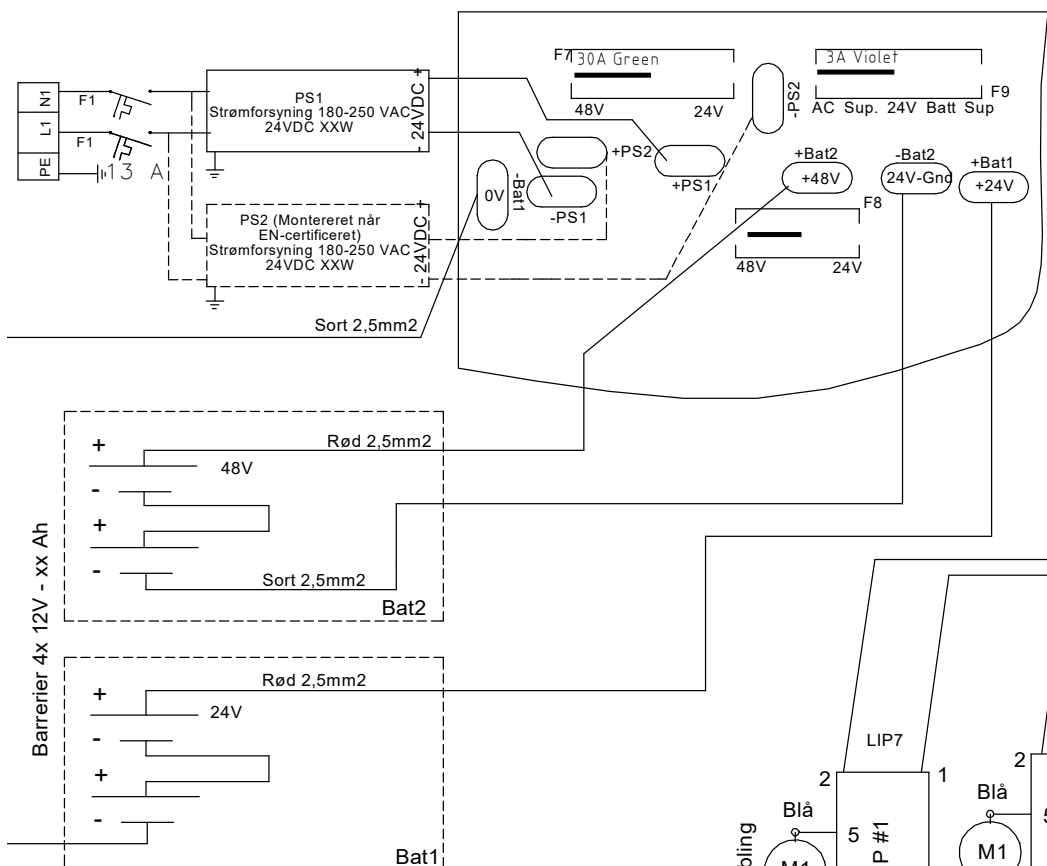 F7
30A Green
48V
24V
-PS2
3A Violet
F9
AC Sup. 24V Batt Sup
N1
L1
PE
F1
F1
13 A
PS1
Strømforsyning 180-250 VAC
24VDC XXW
- 24VDC +
PS2 (Montereret når
EN-certificeret)
Strømforsyning 180-250 VAC
24VDC XXW
- 24VDC +
+PS2
+PS1
0V
-Bat1
-PS1
+Bat2
+48V
-Bat2
24V-Gnd
+Bat1
+24V
F8
48V
24V
Sort 2,5mm2
Barrerier 4x 12V - xx Ah
+
Rød 2,5mm2
48V
-
+
-
Sort 2,5mm2
Bat2
+
Rød 2,5mm2
24V
-
+
-
Bat1
LIP7
2
1
2
Blå
5
P #1
M1
Blå
M1
5
bling